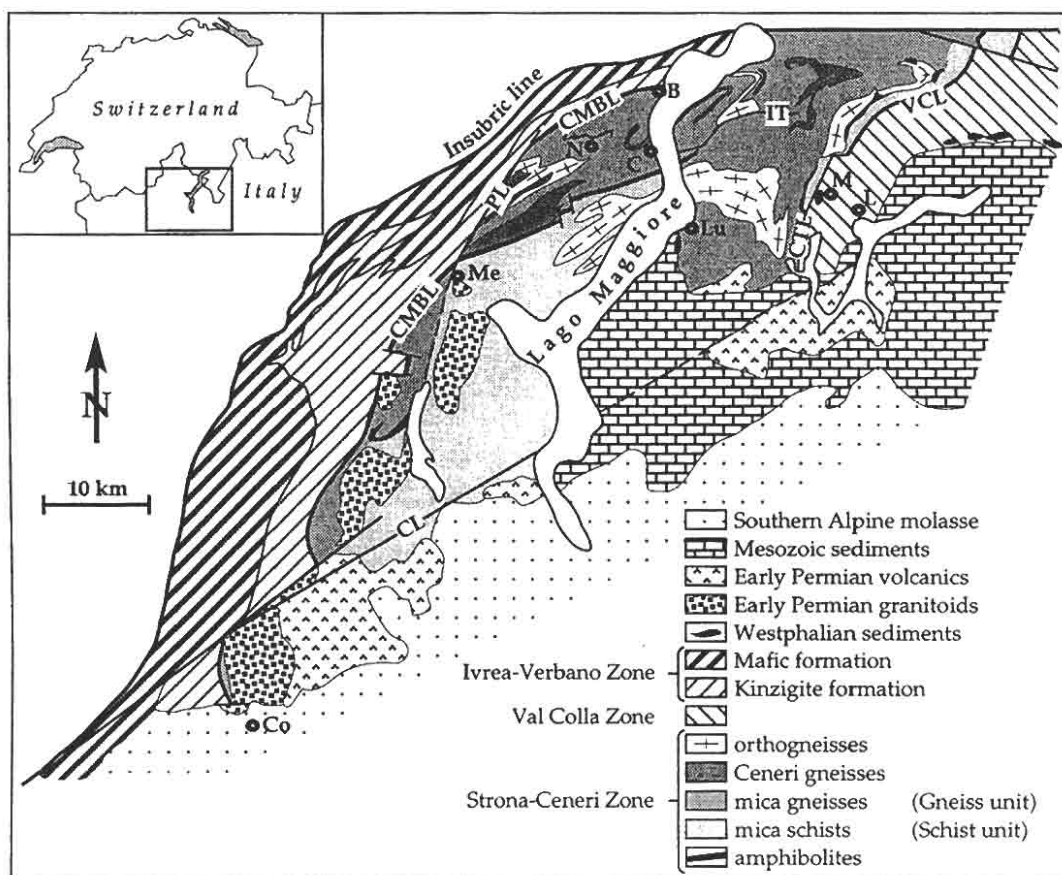 Switzerland
Italy
Insubric line
CMBL
B
IT
VCL
N
C
PL
M
L
Lu
Lago Maggiore
Me
CMBL
N
10 km
CL
Co
Southern Alpine molasse
Mesozoic sediments
Early Permian volcanics
Early Permian granitoids
Westphalian sediments
Ivrea-Verbano Zone
Mafic formation
Kinzigite formation
Val Colla Zone
Strona-Ceneri Zone
orthogneisses
Ceneri gneisses
mica gneisses (Gneiss unit)
mica schists (Schist unit)
amphibolites